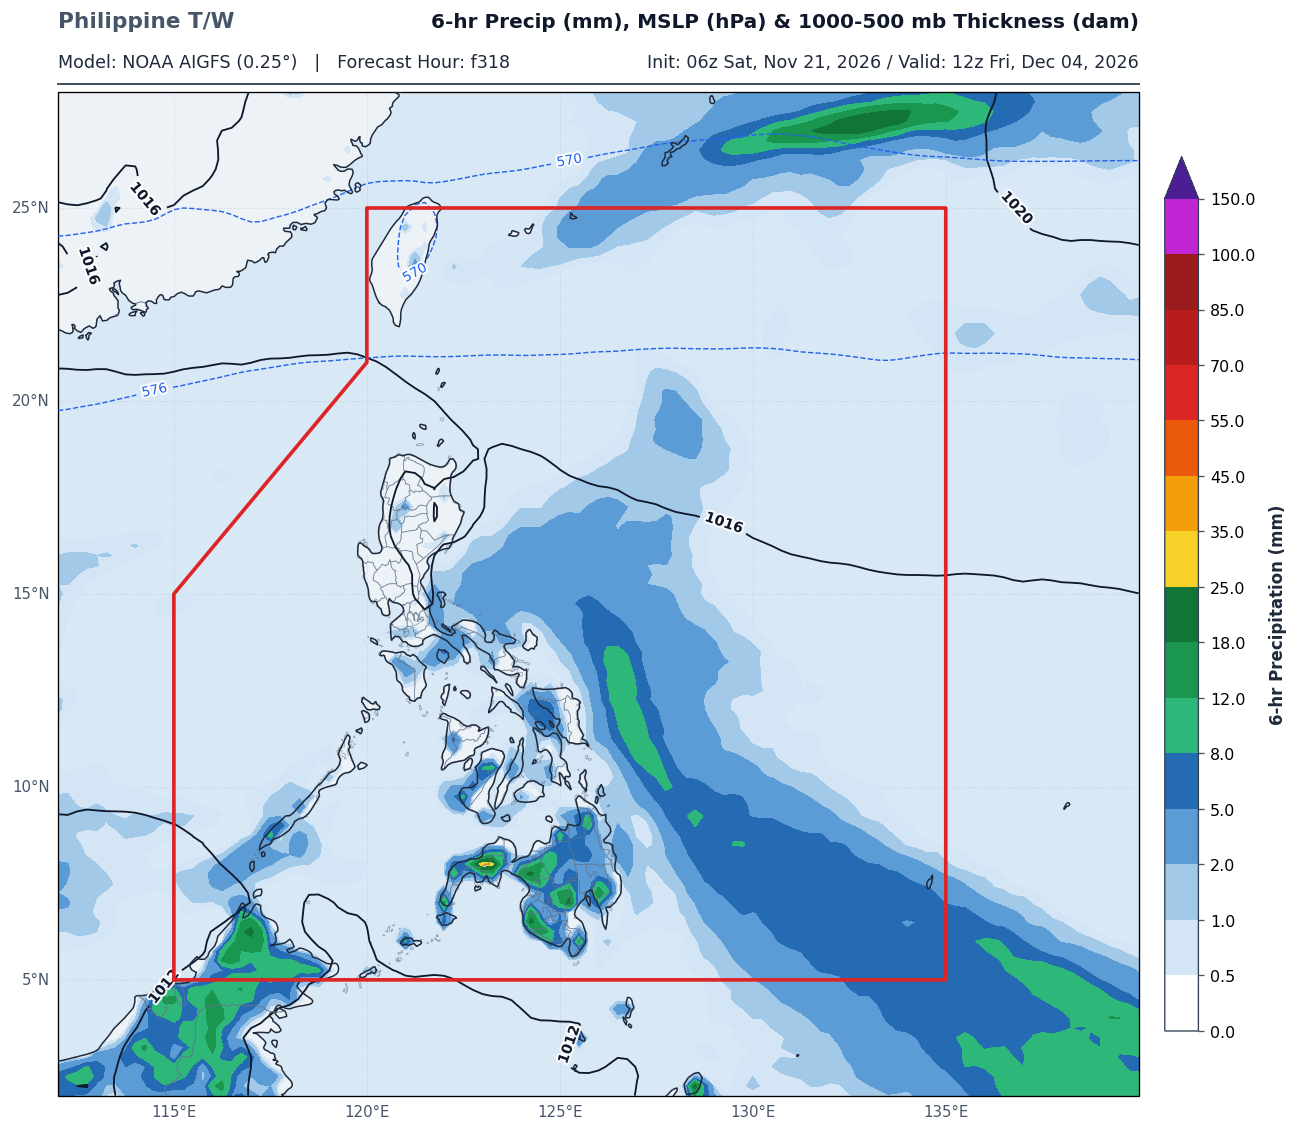 Philippine T/W
6-hr Precip (mm), MSLP (hPa) & 1000-500 mb Thickness (dam)
Model: NOAA AIGFS (0.25°) | Forecast Hour: f318
Init: 06z Sat, Nov 21, 2026 / Valid: 12z Fri, Dec 04, 2026
570
1016
1020
1016
570
576
1016
1012
1012
25°N
20°N
15°N
10°N
5°N
115°E
120°E
125°E
130°E
135°E
150.0
100.0
85.0
70.0
55.0
45.0
35.0
25.0
18.0
12.0
8.0
5.0
2.0
1.0
0.5
0.0
6-hr Precipitation (mm)